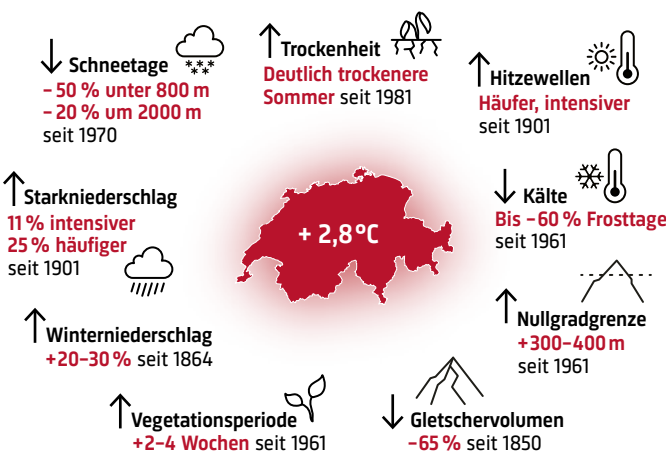 ↓ Schneetage
– 50 % unter 800 m
– 20 % um 2000 m
seit 1970
↑ Trockenheit
Deutlich trockenere
Sommer seit 1981
↑ Hitzewellen
Häufer, intensiver
seit 1901
↑ Starkniederschlag
11 % intensiver
25 % häufiger
seit 1901
+ 2,8 °C
↓ Kälte
Bis –60 % Frosttage
seit 1961
↑ Winterniederschlag
+20–30 % seit 1864
↑ Nullgradgrenze
+300–400 m
seit 1961
↑ Vegetationsperiode
+2–4 Wochen seit 1961
↓ Gletschervolumen
–65 % seit 1850